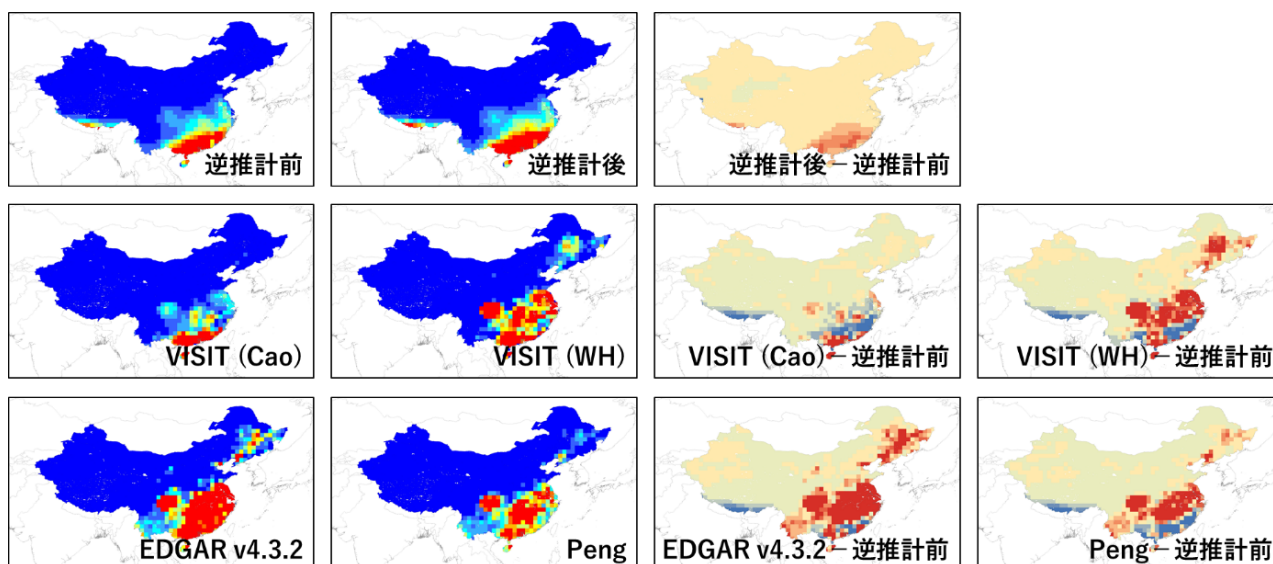 逆推計前
逆推計後
逆推計後－逆推計前
VISIT (Cao)
VISIT (WH)
VISIT (Cao)－逆推計前
VISIT (WH)－逆推計前
EDGAR v4.3.2
Peng
EDGAR v4.3.2－逆推計前
Peng－逆推計前